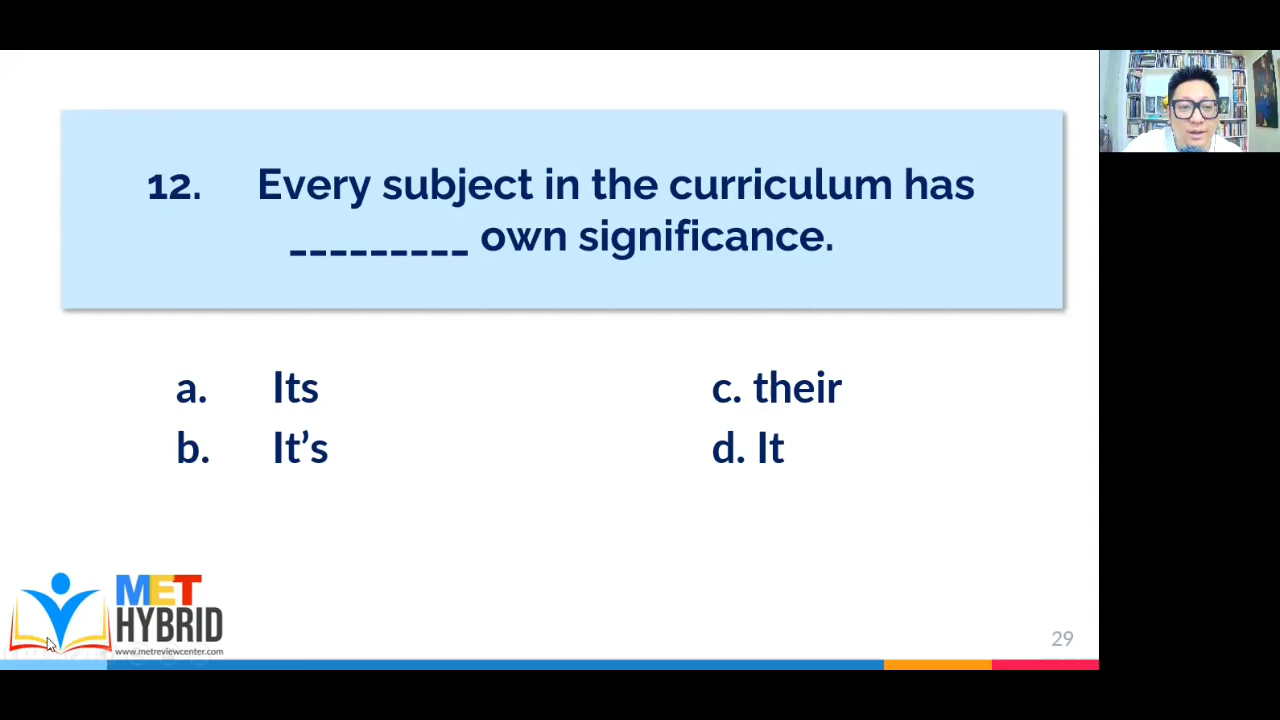 12. Every subject in the curriculum has
_________ own significance.
a. Its
b. It’s
c. their
d. It
MET
HYBRID
www.metreviewcenter.com
29